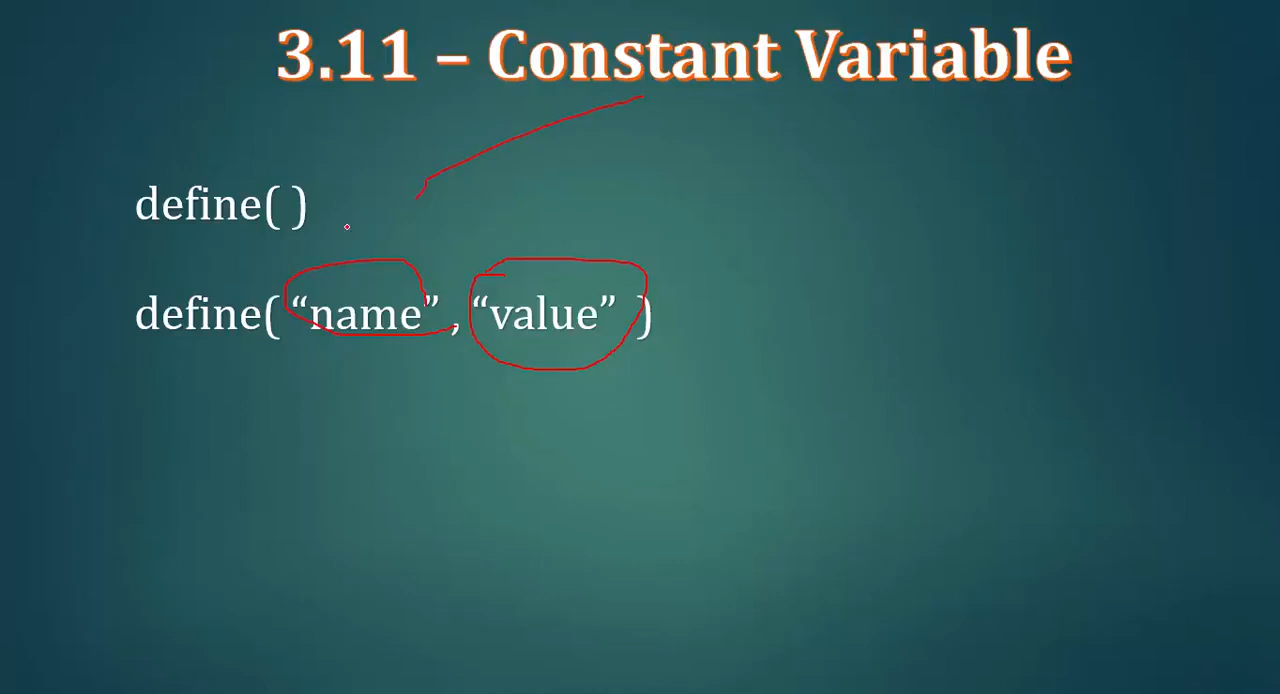 3.11 – Constant Variable
define( )
define( “name” , “value” )